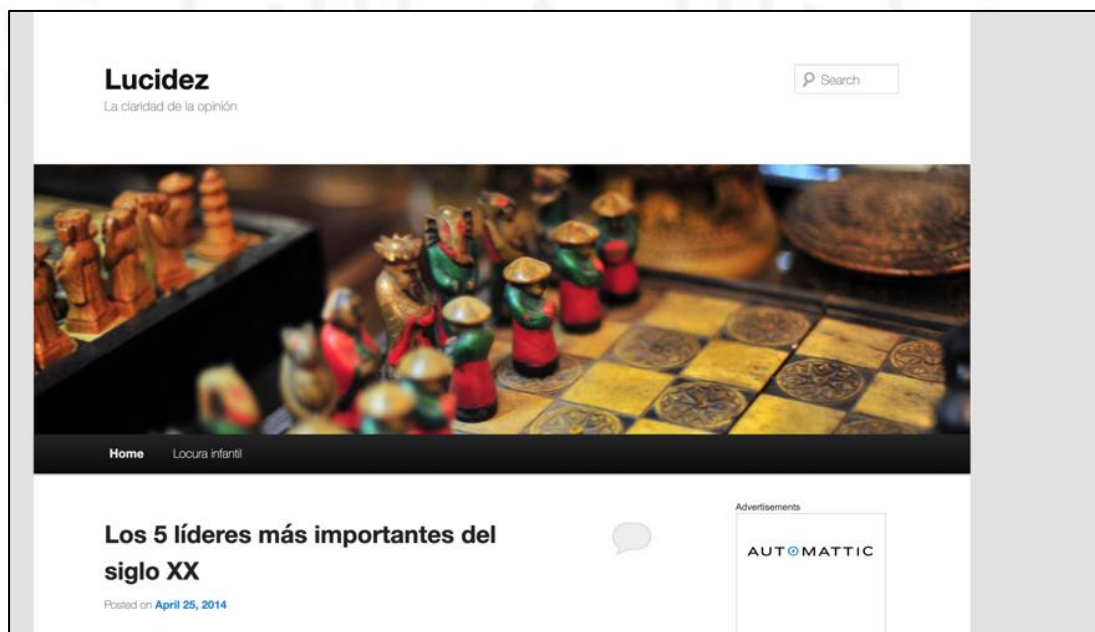 Lucidez
La claridad de la opinión
Search
Home Locura infantil
Los 5 líderes más importantes del
siglo XX
Posted on April 25, 2014
Advertisements
AUTOMATTIC